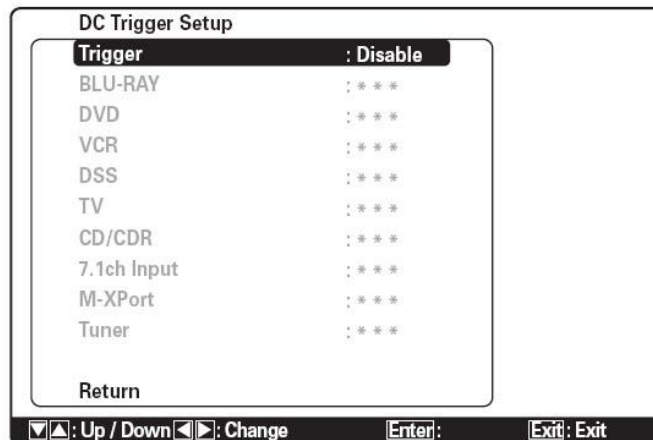 DC Trigger Setup
Trigger : Disable
BLU-RAY : * * *
DVD : * * *
VCR : * * *
DSS : * * *
TV : * * *
CD/CDR : * * *
7.1ch Input : * * *
M-XPort : * * *
Tuner : * * *
Return
▼▲: Up / Down ◀▶: Change Enter: Exit: Exit